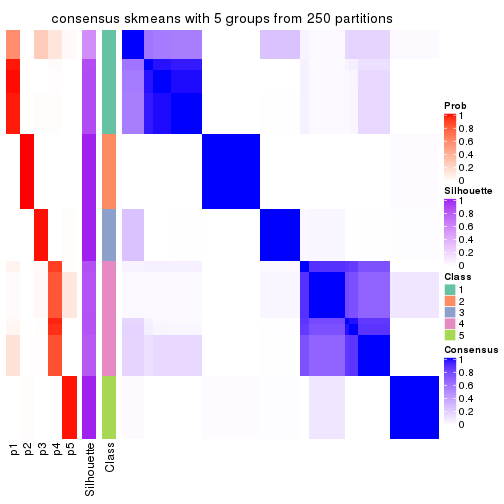 consensus skmeans with 5 groups from 250 partitions
Prob
1
0.8
0.6
0.4
0.2
0
Silhouette
1
0.8
0.6
0.4
0.2
0
Class
1
2
3
4
5
Consensus
1
0.8
0.6
0.4
0.2
0
p1
p2
p3
p4
p5
Silhouette
Class